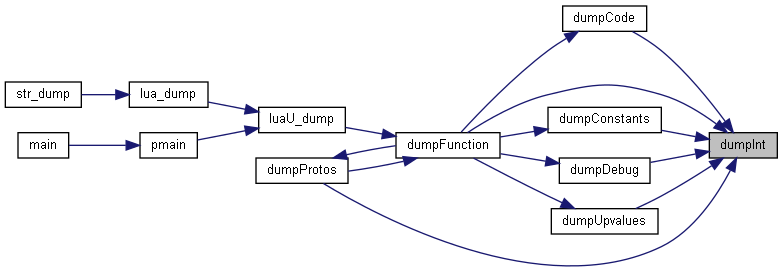 dumpCode
str_dump
lua_dump
luaU_dump
dumpConstants
main
pmain
dumpFunction
dumpInt
dumpProtos
dumpDebug
dumpUpvalues